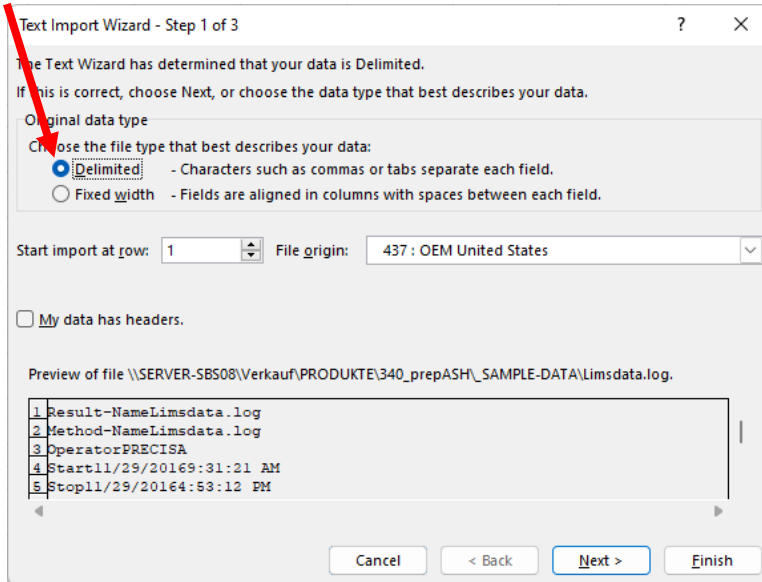 Text Import Wizard - Step 1 of 3
The Text Wizard has determined that your data is Delimited.
If this is correct, choose Next, or choose the data type that best describes your data.
Original data type
Choose the file type that best describes your data:
Delimited - Characters such as commas or tabs separate each field.
Fixed width - Fields are aligned in columns with spaces between each field.
Start import at row: 1 File origin: 437 : OEM United States
My data has headers.
Preview of file \\SERVER-SBS08\Verkauf\PRODUKTE\340_prepASH\_SAMPLE-DATA\Limsdata.log.
1 Result-NameLimsdata.log
2 Method-NameLimsdata.log
3 OperatorPRECISA
4 Start11/29/20169:31:21 AM
5 Stop11/29/20164:53:12 PM
Cancel < Back Next > Finish